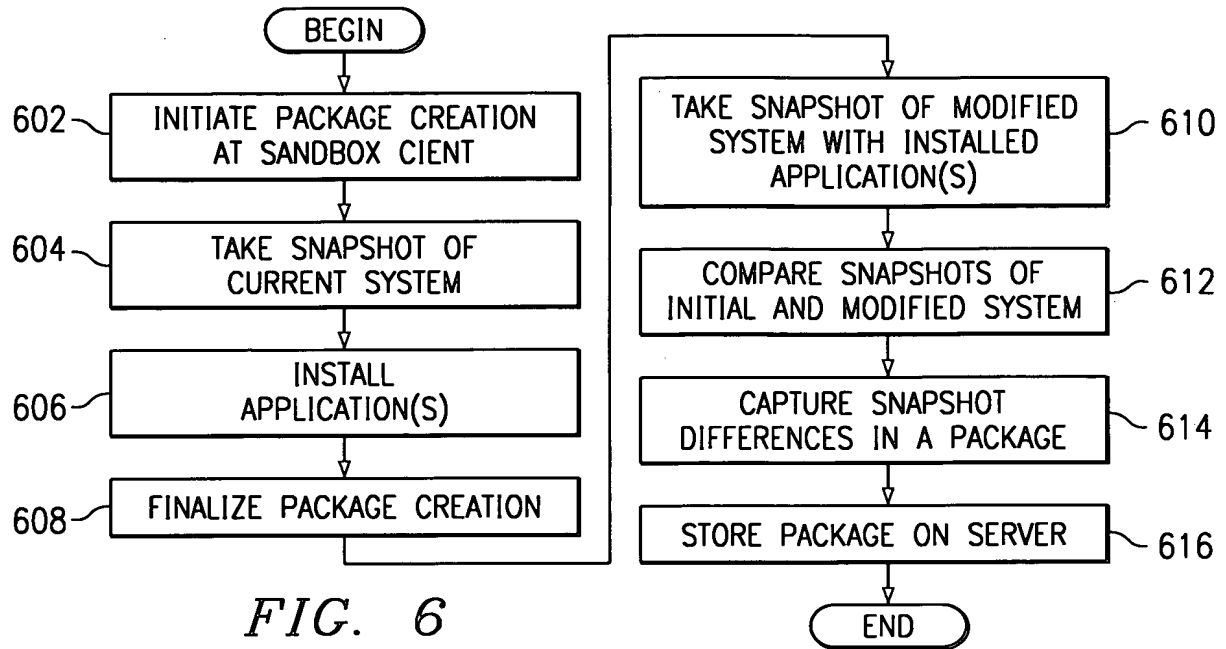 BEGIN
602
INITIATE PACKAGE CREATION
AT SANDBOX CIENT
604
TAKE SNAPSHOT OF
CURRENT SYSTEM
606
INSTALL
APPLICATION(S)
608
FINALIZE PACKAGE CREATION
TAKE SNAPSHOT OF MODIFIED
SYSTEM WITH INSTALLED
APPLICATION(S)
610
COMPARE SNAPSHOTS OF
INITIAL AND MODIFIED SYSTEM
612
CAPTURE SNAPSHOT
DIFFERENCES IN A PACKAGE
614
STORE PACKAGE ON SERVER
616
END
FIG. 6